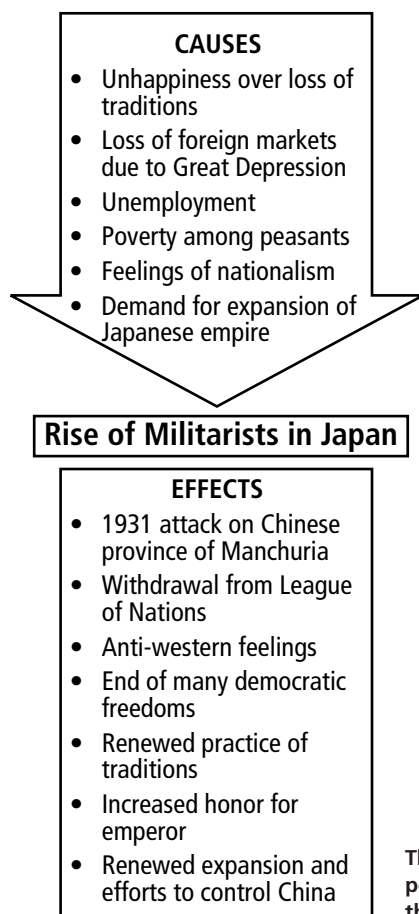 CAUSES
• Unhappiness over loss of
traditions
• Loss of foreign markets
due to Great Depression
• Unemployment
• Poverty among peasants
• Feelings of nationalism
• Demand for expansion of
Japanese empire
Rise of Militarists in Japan
EFFECTS
• 1931 attack on Chinese
province of Manchuria
• Withdrawal from League
of Nations
• Anti-western feelings
• End of many democratic
freedoms
• Renewed practice of
traditions
• Increased honor for
emperor
• Renewed expansion and
efforts to control China